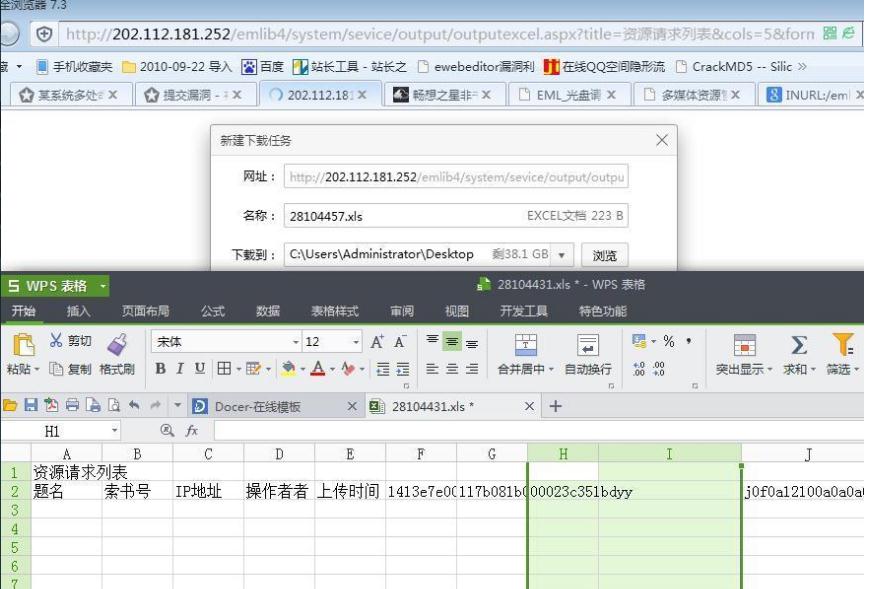 全浏览器 7.3
http://202.112.181.252/emlib4/system/sevice/output/outputexcel.aspx?title=资源请求列表&cols=5&forn
藏 手机收藏夹 2010-09-22 导入 百度 站长工具 - 站长之 ewebeditor漏洞利 在线QQ空间隐形流 CrackMD5 -- Silic »
某系统多处 提交漏洞 - 202.112.181 畅想之星非 EML_光盘请 多媒体资源 INURL:/eml
新建下载任务
网址： http://202.112.181.252/emlib4/system/sevice/output/outpu
名称： 28104457.xls EXCEL文档 223 B
下载到： C:\Users\Administrator\Desktop 剩38.1 GB 浏览
WPS 表格 28104431.xls * - WPS 表格
开始 插入 页面布局 公式 数据 表格样式 审阅 视图 开发工具 特色功能
剪切 宋体 12 A+ A- %
粘贴 复制 格式刷 B I U A 合并居中 自动换行 .00 突出显示 求和 筛选
Docer-在线模板 28104431.xls * +
H1 fx
A B C D E F G H I J
1 资源请求列表
2 题名 索书号 IP地址 操作者者 上传时间 1413e7e0 117b081b 00023c351bdyy j0f0a12100a0a0a
3
4
5
6
7